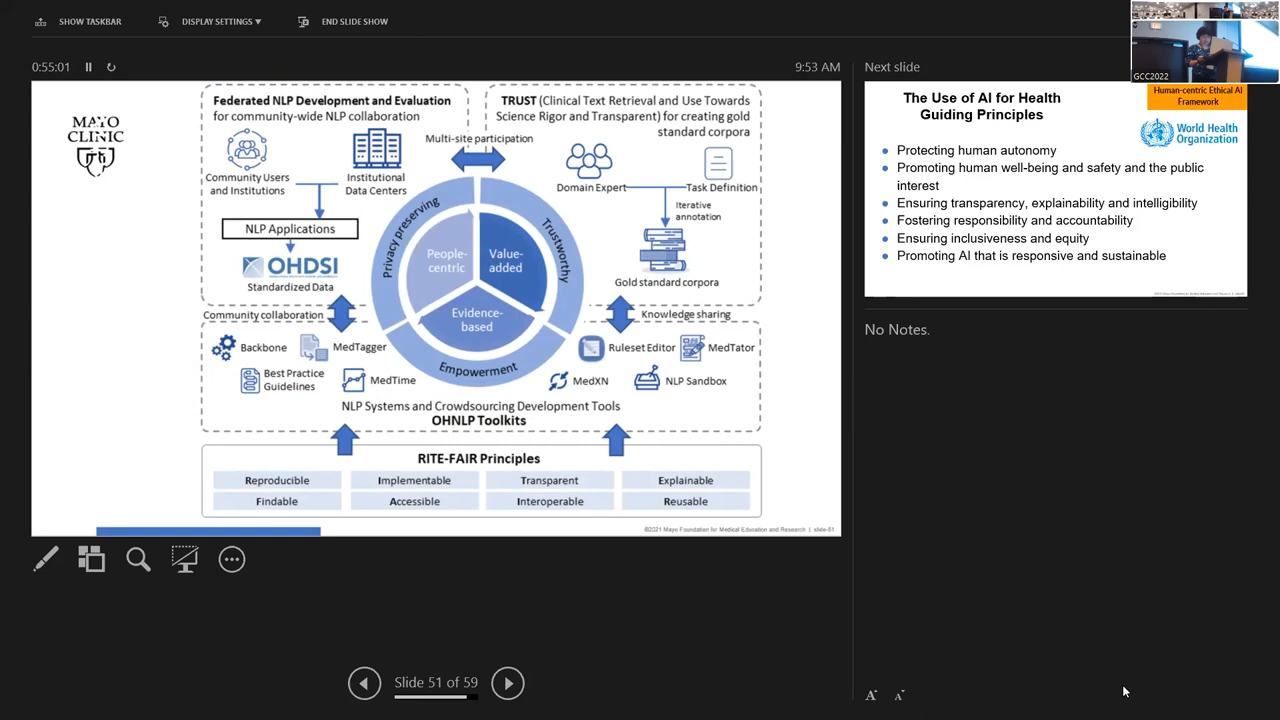 SHOW TASKBAR
DISPLAY SETTINGS
END SLIDE SHOW
0:55:01
9:53 AM
MAYO
CLINIC
Federated NLP Development and Evaluation
for community-wide NLP collaboration
TRUST (Clinical Text Retrieval and Use Towards
Science Rigor and Transparent) for creating gold
standard corpora
Multi-site participation
Community Users
and Institutions
Institutional
Data Centers
Domain Expert
Task Definition
Iterative
annotation
NLP Applications
OHDSI
Standardized Data
Gold standard corpora
Privacy preserving
Trustworthy
Empowerment
People-
centric
Value-
added
Evidence-
based
Community collaboration
Knowledge sharing
Backbone
MedTagger
Ruleset Editor
MedTator
Best Practice
Guidelines
MedTime
MedXN
NLP Sandbox
NLP Systems and Crowdsourcing Development Tools
OHNLP Toolkits
RITE-FAIR Principles
Reproducible
Implementable
Transparent
Explainable
Findable
Accessible
Interoperable
Reusable
©2021 Mayo Foundation for Medical Education and Research | slide-51
Slide 51 of 59
Next slide
GCC2022
The Use of AI for Health
Guiding Principles
Human-centric Ethical AI
Framework
World Health
Organization
Protecting human autonomy
Promoting human well-being and safety and the public
interest
Ensuring transparency, explainability and intelligibility
Fostering responsibility and accountability
Ensuring inclusiveness and equity
Promoting AI that is responsive and sustainable
No Notes.
A
A